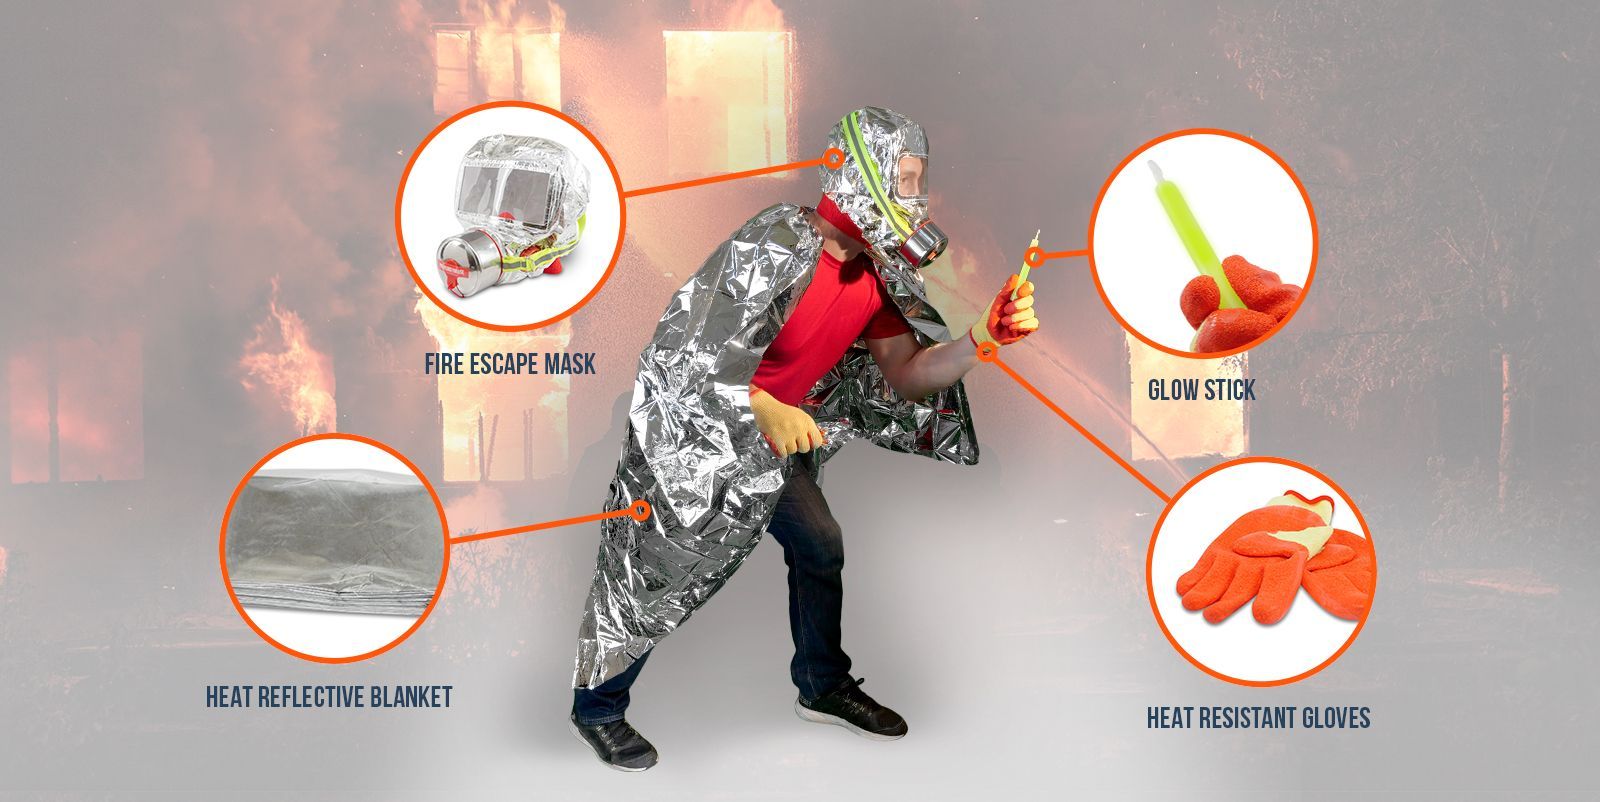 FIRE ESCAPE MASK
GLOW STICK
HEAT REFLECTIVE BLANKET
HEAT RESISTANT GLOVES